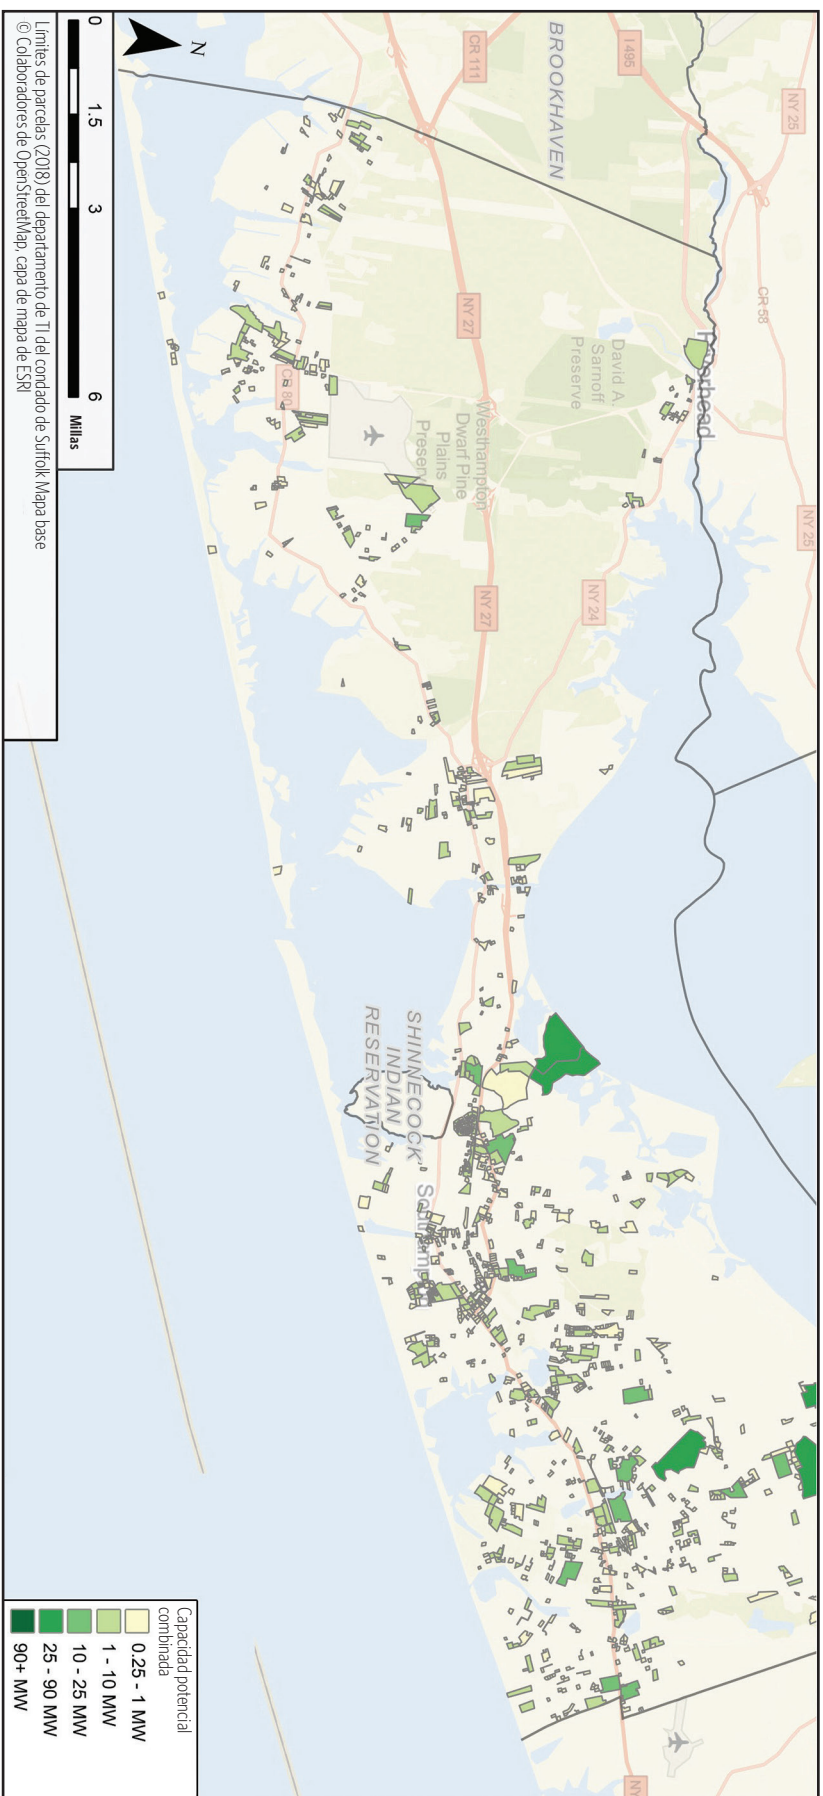 NY 25
I 495
CR 111
BROOKHAVEN
CR 58
Riverhead
David A.
Sarnoff
Preserve
NY 27
Westhampton
Dwarf Pine
Plains
Preserve
CR 80
NY 25
NY 24
NY 27
SHINNECOCK
INDIAN
RESERVATION
Southampton
NY
N
0 1.5 3 6
Millas
Límites de parcelas (2018) del departamento de TI del condado de Suffolk Mapa base
© Colaboradores de OpenStreetMap, capa de mapa de ESRI
Capacidad potencial
combinada
0.25 - 1 MW
1 - 10 MW
10 - 25 MW
25 - 90 MW
90+ MW